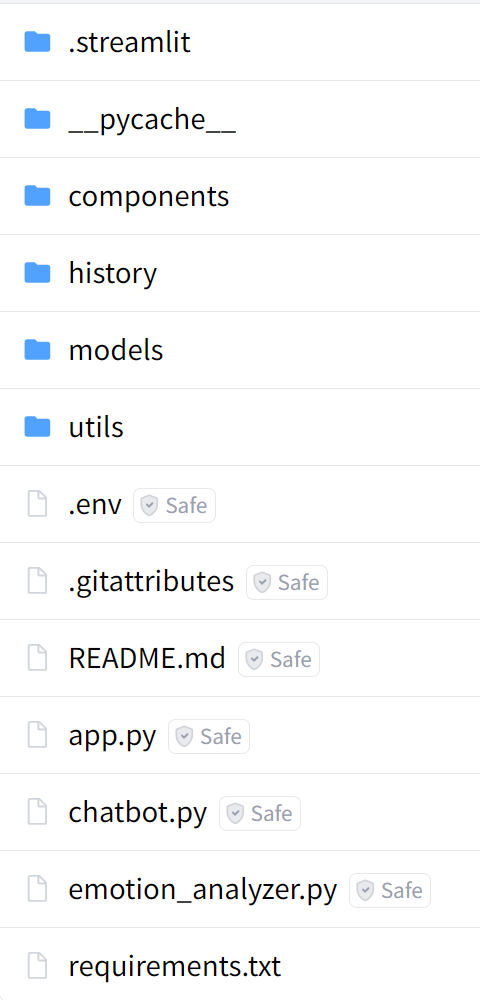 .streamlit
__pycache__
components
history
models
utils
.env Safe
.gitattributes Safe
README.md Safe
app.py Safe
chatbot.py Safe
emotion_analyzer.py Safe
requirements.txt